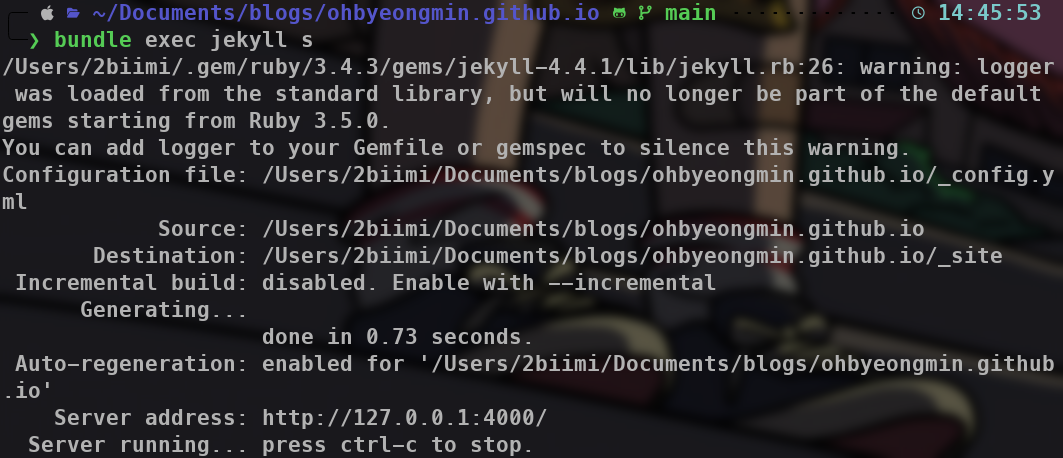 ~/Documents/blogs/ohbyeongmin.github.io main 14:45:53
❯ bundle exec jekyll s
/Users/2biimi/.gem/ruby/3.4.3/gems/jekyll-4.4.1/lib/jekyll.rb:26: warning: logger
was loaded from the standard library, but will no longer be part of the default
gems starting from Ruby 3.5.0.
You can add logger to your Gemfile or gemspec to silence this warning.
Configuration file: /Users/2biimi/Documents/blogs/ohbyeongmin.github.io/_config.y
ml
Source: /Users/2biimi/Documents/blogs/ohbyeongmin.github.io
Destination: /Users/2biimi/Documents/blogs/ohbyeongmin.github.io/_site
Incremental build: disabled. Enable with --incremental
Generating...
done in 0.73 seconds.
Auto-regeneration: enabled for '/Users/2biimi/Documents/blogs/ohbyeongmin.github
.io'
Server address: http://127.0.0.1:4000/
Server running... press ctrl-c to stop.